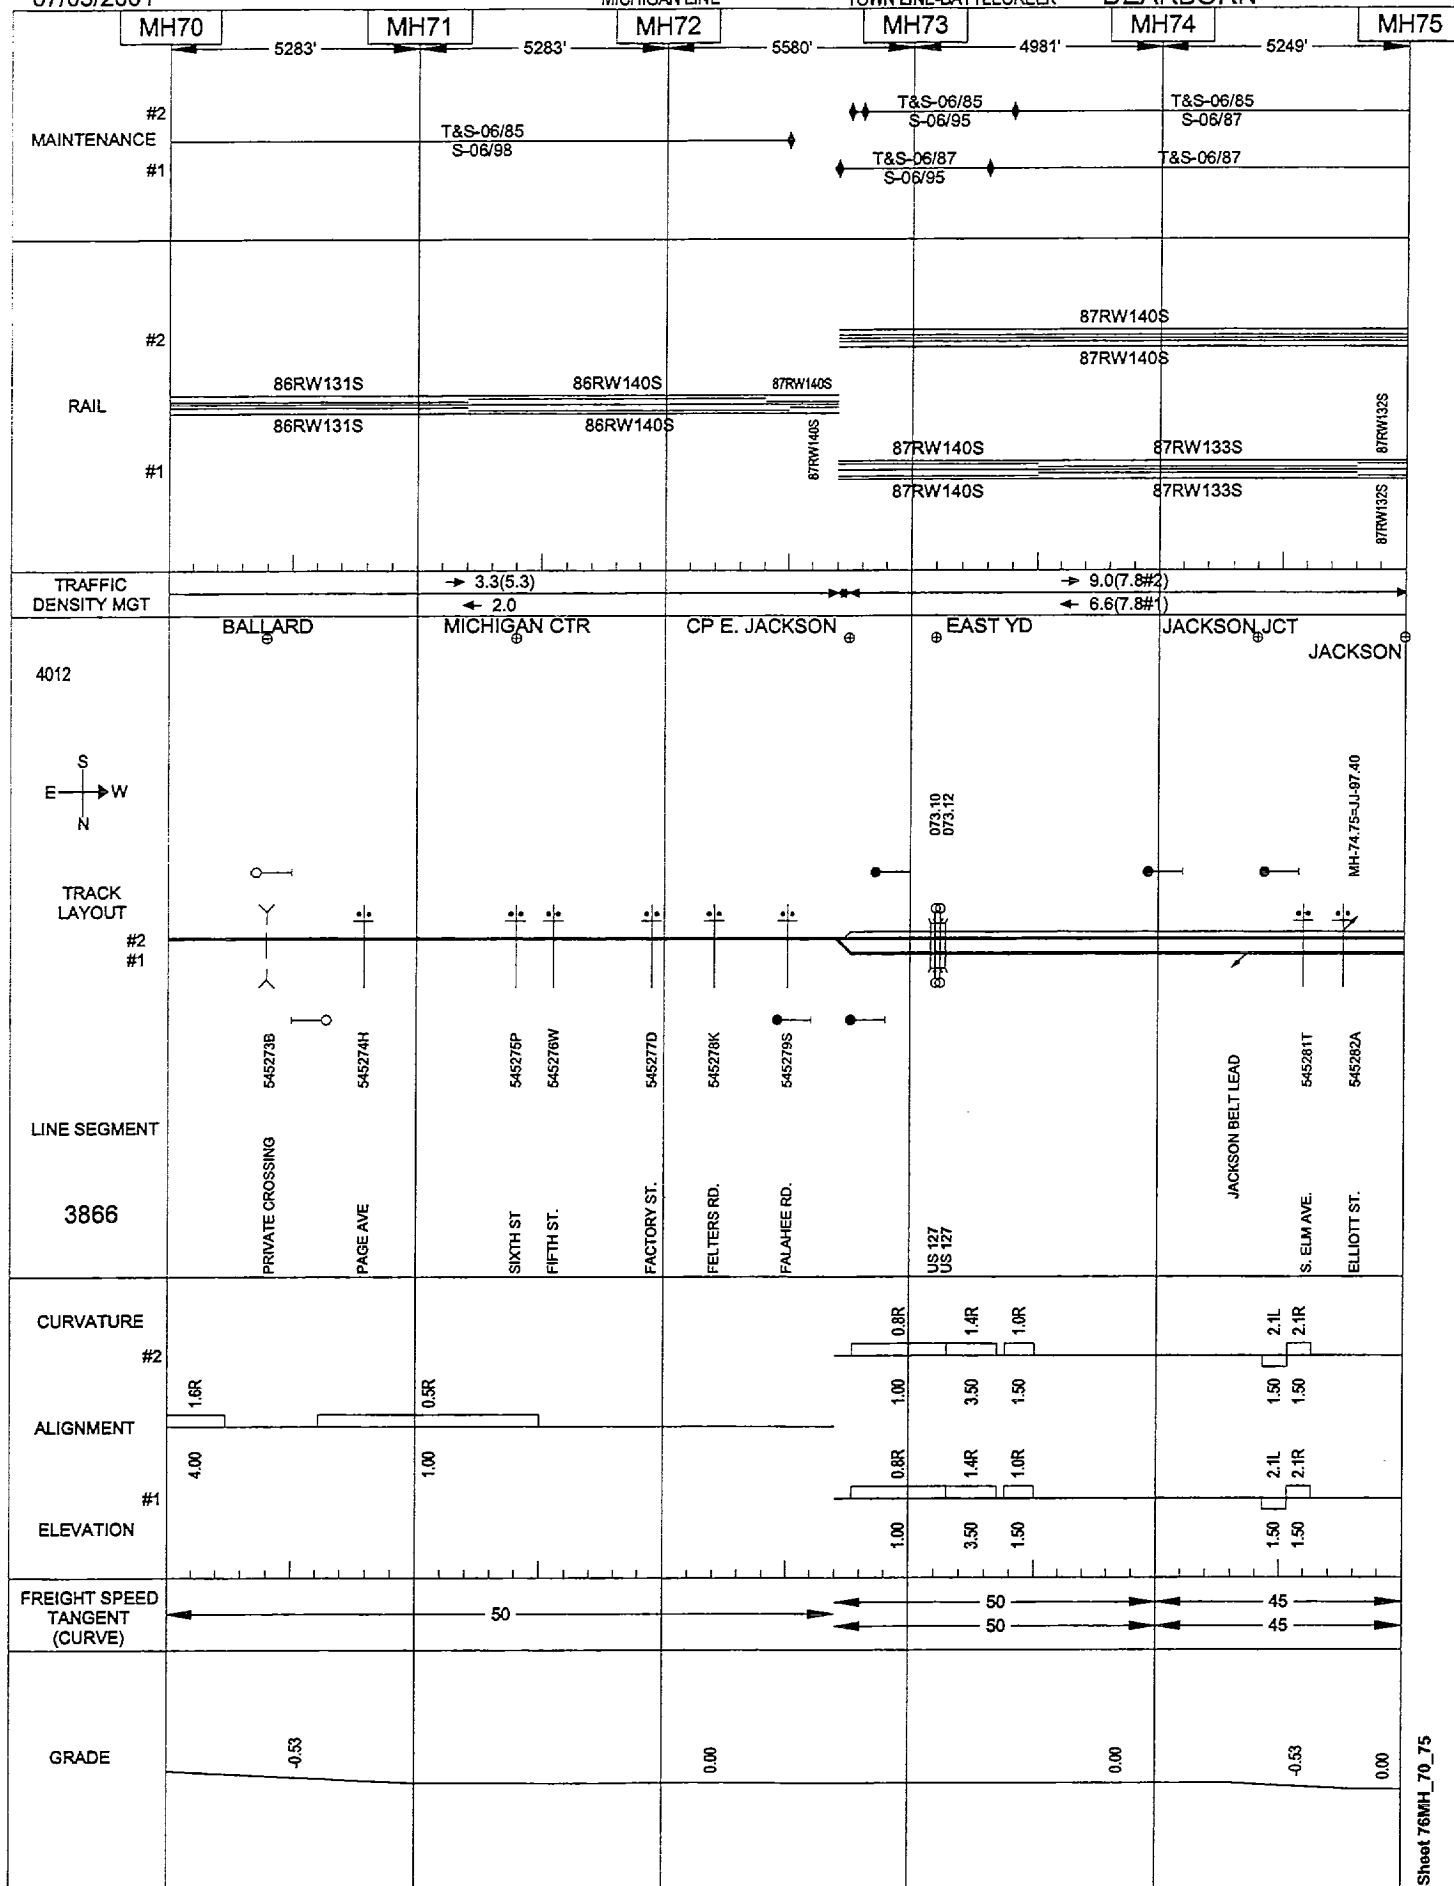 MICHIGAN LINE
MH70 MH71 MH72 MH73 MH74 MH75
5283' 5283' 5580' 4981' 5249'
#2 T&S-06/85 T&S-06/85
S-06/95 S-06/87
MAINTENANCE T&S-06/85
S-06/98
#1 T&S-06/87 T&S-06/87
S-06/95
87RW140S
#2
87RW140S
86RW131S 86RW140S 87RW140S
RAIL
86RW131S 86RW140S 87RW140S
87RW140S 87RW133S 87RW132S
#1
87RW140S 87RW133S 87RW132S
TRAFFIC
DENSITY MGT
→ 3.3(5.3) → 9.0(7.8#2)
← 2.0 ← 6.6(7.8#1)
BALLARD MICHIGAN CTR CP E. JACKSON EAST YD JACKSON JCT
JACKSON
4012
S
E W
N
073.10
073.12
MH-74.75=JJ-97.40
TRACK
LAYOUT
#2
#1
545273B 545274H 545275P 545276W 545277D 545278K 545279S 545281T 545282A
LINE SEGMENT
3866
PRIVATE CROSSING
PAGE AVE
SIXTH ST
FIFTH ST.
FACTORY ST.
FELTERS RD.
FALAHEE RD.
US 127
US 127
JACKSON BELT LEAD
S. ELM AVE.
ELLIOTT ST.
CURVATURE
#2
0.8R 1.4R 1.0R 2.1L 2.1R
1.00 3.50 1.50 1.50 1.50
ALIGNMENT
1.6R 0.5R
4.00 1.00
#1
0.8R 1.4R 1.0R 2.1L 2.1R
ELEVATION
1.00 3.50 1.50 1.50 1.50
FREIGHT SPEED
TANGENT
(CURVE)
50 50 45
50 45
GRADE
-0.53 0.00 0.00 -0.53 0.00
Sheet 76MH_70_75